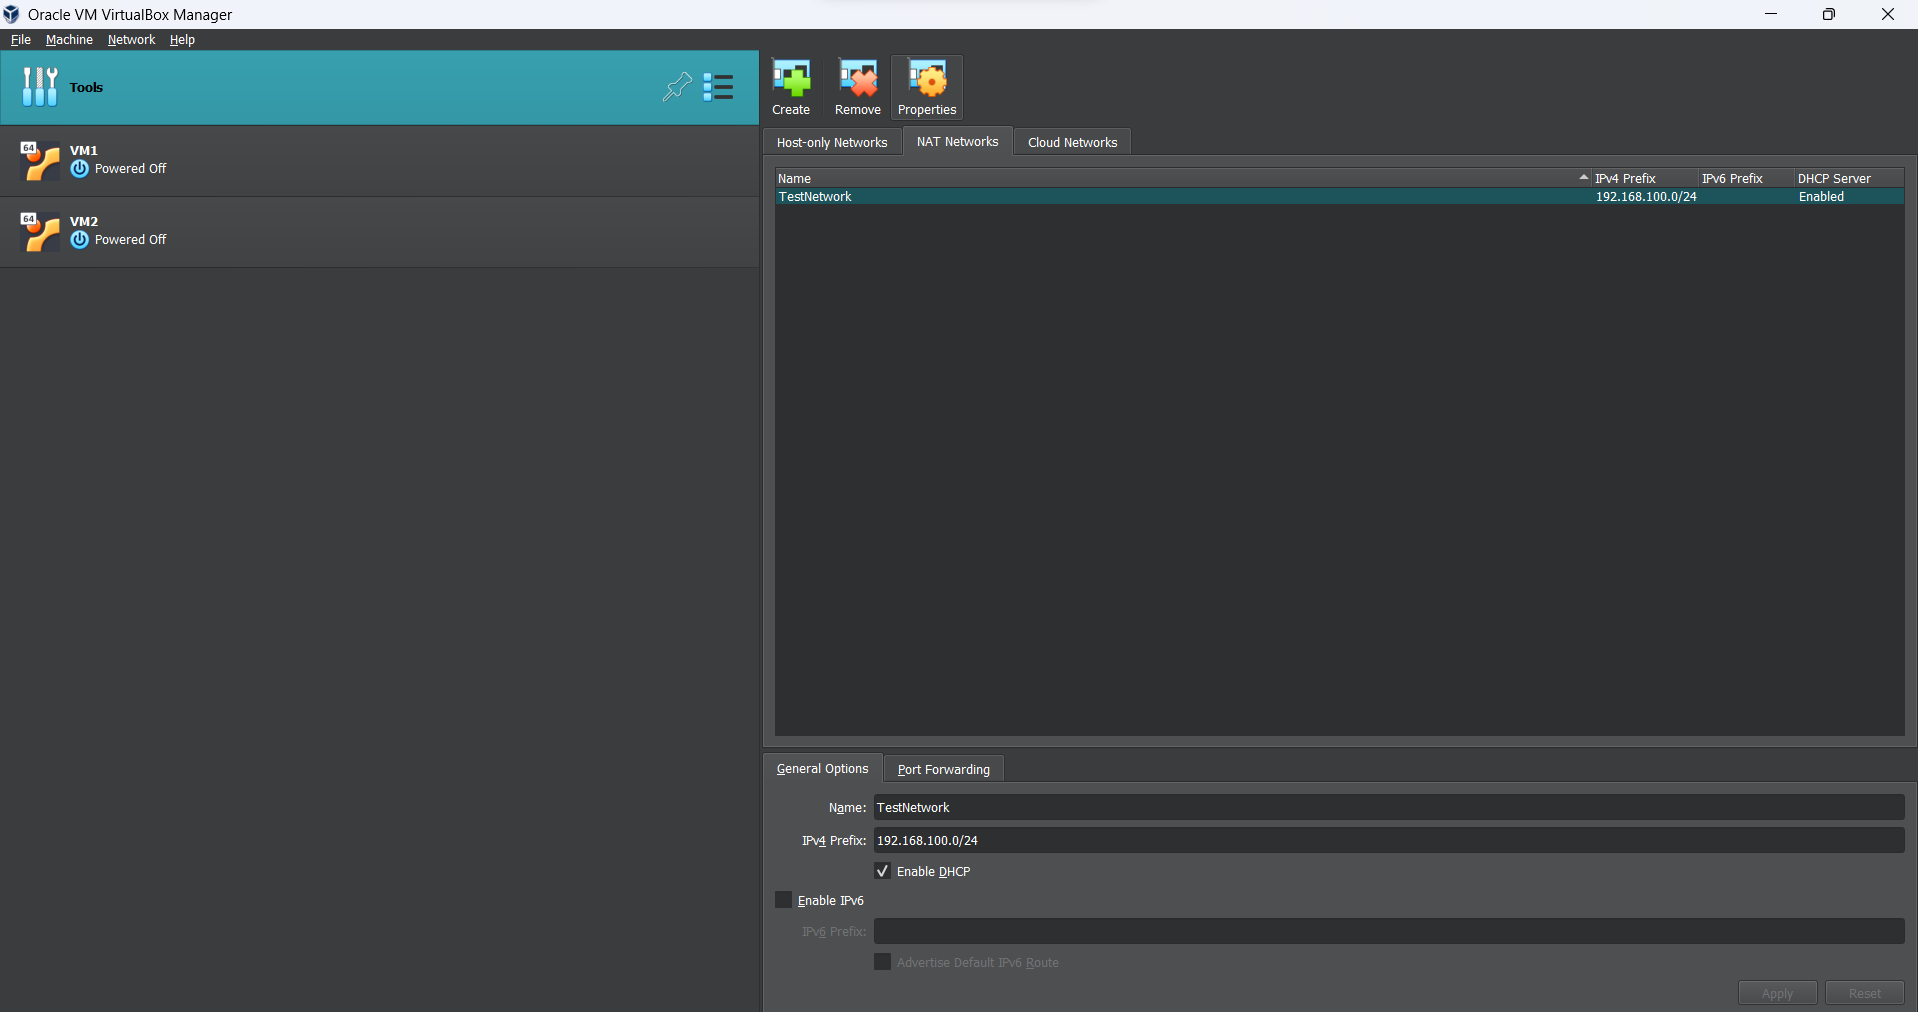 Oracle VM VirtualBox Manager
File Machine Network Help
Tools
64 VM1
Powered Off
64 VM2
Powered Off
Create Remove Properties
Host-only Networks NAT Networks Cloud Networks
Name IPv4 Prefix IPv6 Prefix DHCP Server
TestNetwork 192.168.100.0/24 Enabled
General Options Port Forwarding
Name: TestNetwork
IPv4 Prefix: 192.168.100.0/24
Enable DHCP
Enable IPv6
IPv6 Prefix:
Advertise Default IPv6 Route
Apply Reset